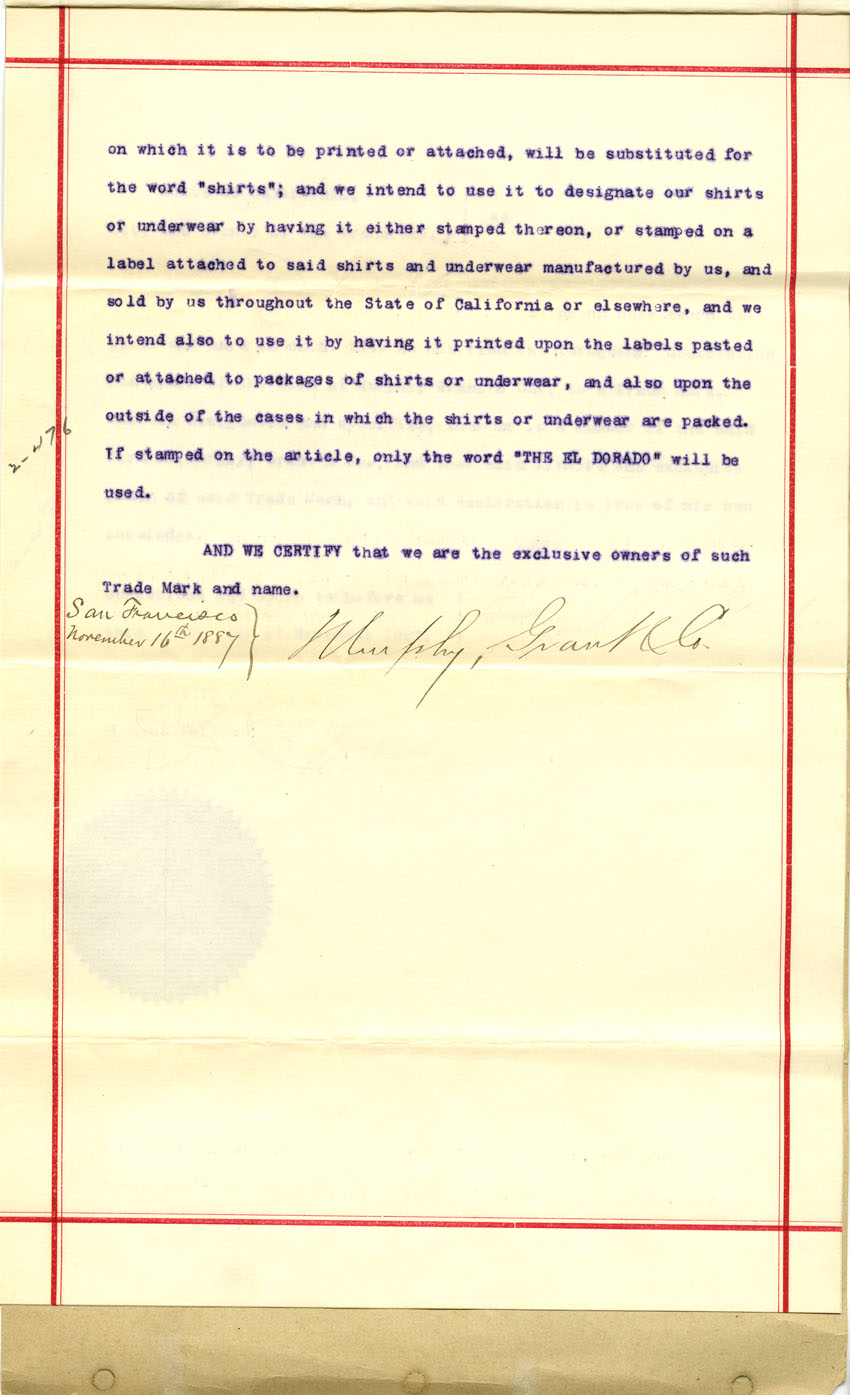 on which it is to be printed or attached, will be substituted for
the word "shirts"; and we intend to use it to designate our shirts
or underwear by having it either stamped thereon, or stamped on a
label attached to said shirts and underwear manufactured by us, and
sold by us throughout the State of California or elsewhere, and we
intend also to use it by having it printed upon the labels pasted
or attached to packages of shirts or underwear, and also upon the
outside of the cases in which the shirts or underwear are packed.
If stamped on the article, only the word "THE EL DORADO" will be
used.
AND WE CERTIFY that we are the exclusive owners of such
Trade Mark and name.
San Francisco
November 16th 1887
Murphy, Grant & Co.